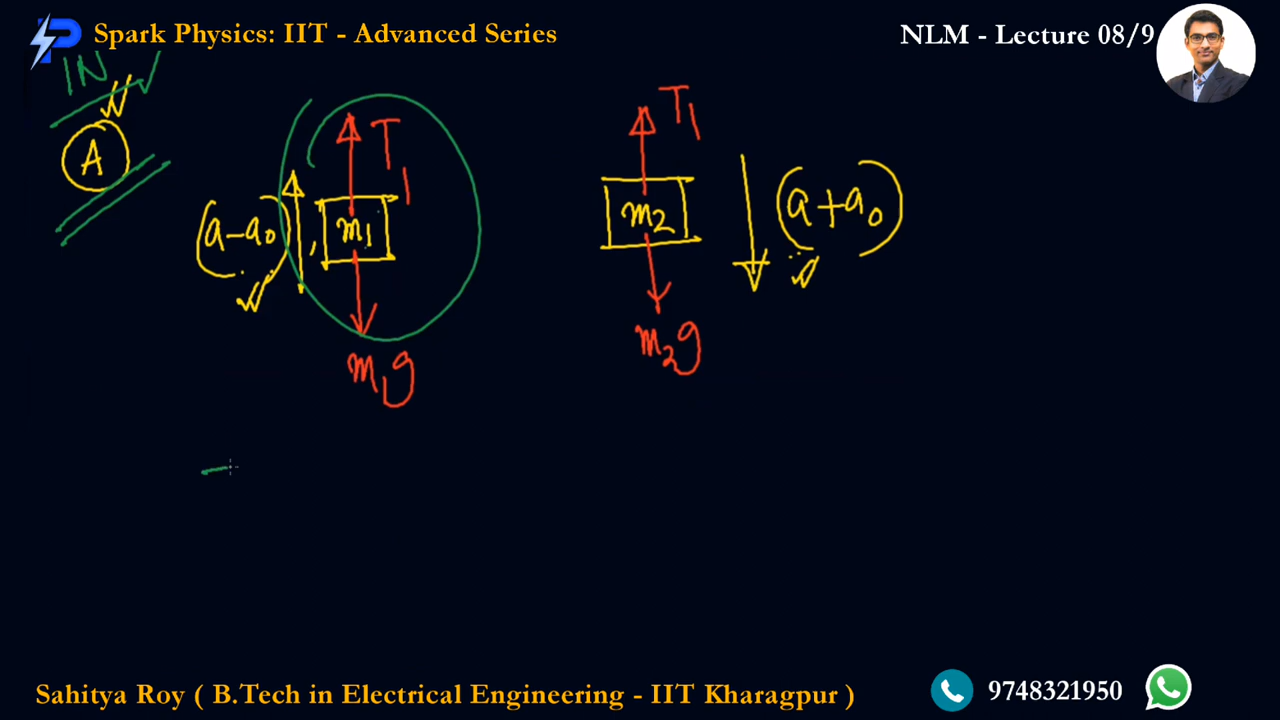 Spark Physics: IIT - Advanced Series
NLM - Lecture 08/9
IN
A
T1
(a-a0)
m1
m1g
T1
m2
(a+a0)
m2g
Sahitya Roy ( B.Tech in Electrical Engineering - IIT Kharagpur )
9748321950